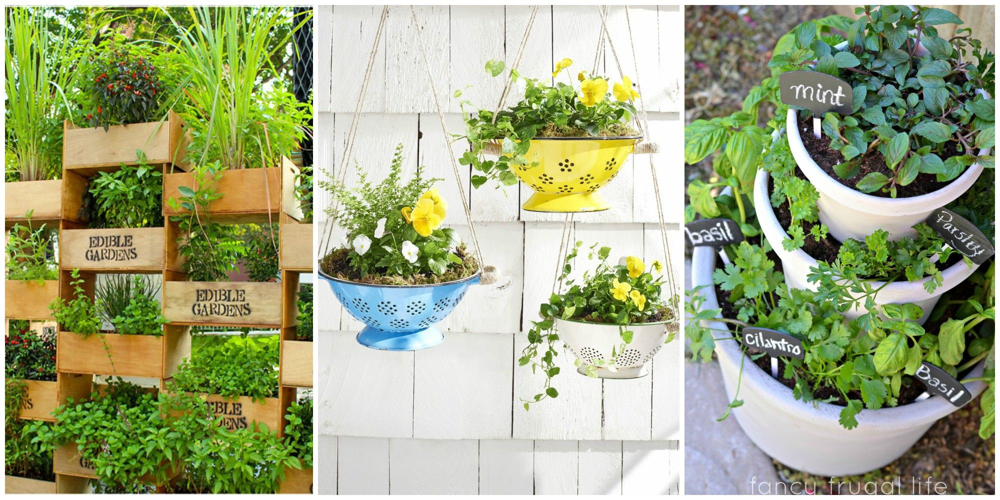 EDIBLE
GARDENS
EDIBLE
GARDENS
mint
basil
Parsley
cilantro
Basil
fancy frugal life